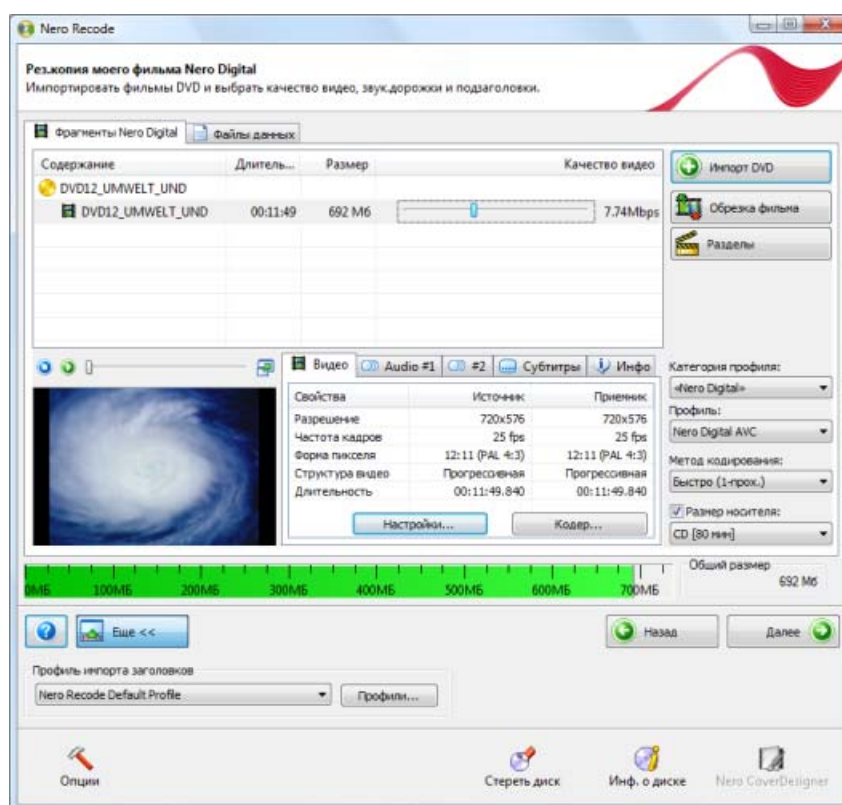 Nero Recode
Рез.копия моего фильма Nero Digital
Импортировать фильмы DVD и выбрать качество видео, звук.дорожки и подзаголовки.
Фрагменты Nero Digital Файлы данных
Содержание Длитель... Размер Качество видео
DVD12_UMWELT_UND
DVD12_UMWELT_UND 00:11:49 692 Мб 7.74Mbps
Импорт DVD
Обрезка фильма
Разделы
Видео Audio #1 #2 Субтитры Инфо
Свойства Источник Приемник
Разрешение 720x576 720x576
Частота кадров 25 fps 25 fps
Форма пикселя 12:11 (PAL 4:3) 12:11 (PAL 4:3)
Структура видео Прогрессивная Прогрессивная
Длительность 00:11:49.840 00:11:49.840
Настройки... Кодер...
Категория профиля:
«Nero Digital»
Профиль:
Nero Digital AVC
Метод кодирования:
Быстро (1-прох.)
Размер носителя:
CD [80 мин]
0МБ 100МБ 200МБ 300МБ 400МБ 500МБ 600МБ 700МБ
Общий размер
692 Мб
? Еще << Назад Далее
Профиль импорта заголовков
Nero Recode Default Profile Профили...
Опции Стереть диск Инф. о диске Nero CoverDesigner